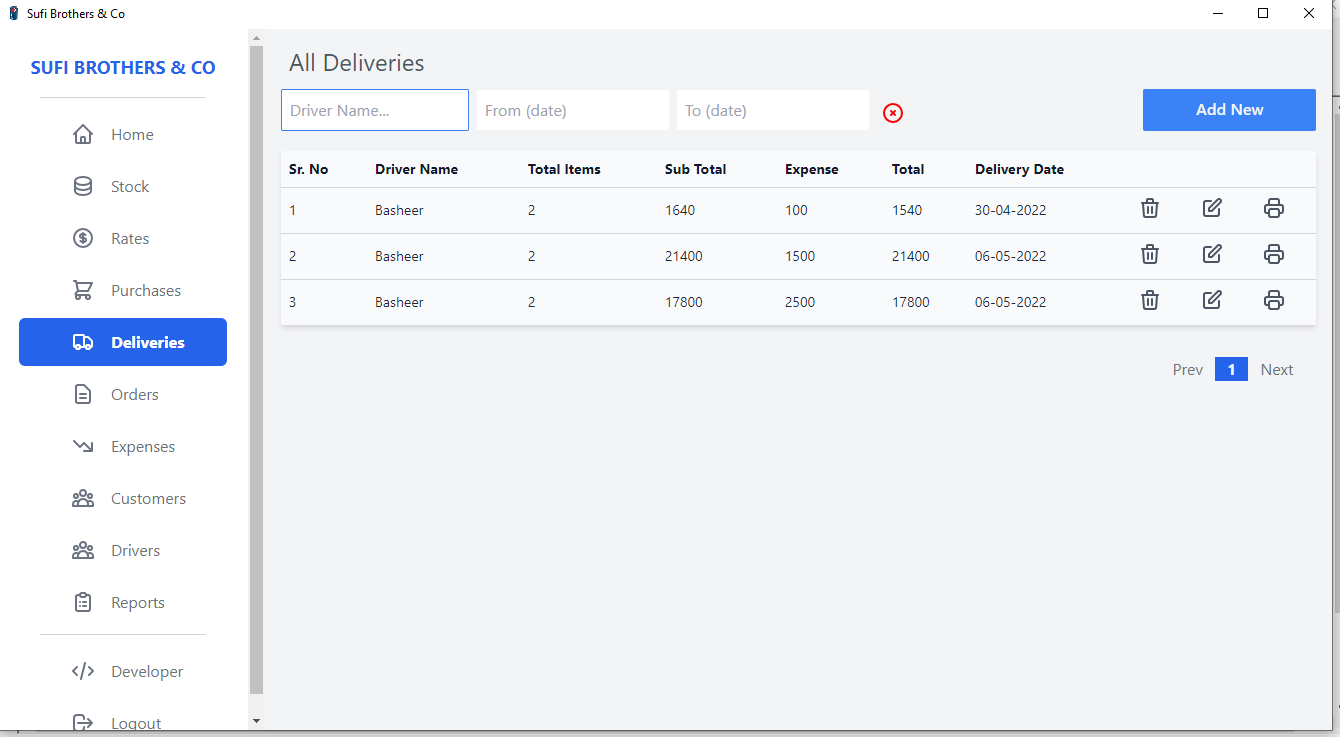 Sufi Brothers & Co
SUFI BROTHERS & CO
Home
Stock
Rates
Purchases
Deliveries
Orders
Expenses
Customers
Drivers
Reports
Developer
Logout
All Deliveries
Driver Name... From (date) To (date) Add New
Sr. No Driver Name Total Items Sub Total Expense Total Delivery Date
1 Basheer 2 1640 100 1540 30-04-2022
2 Basheer 2 21400 1500 21400 06-05-2022
3 Basheer 2 17800 2500 17800 06-05-2022
Prev 1 Next